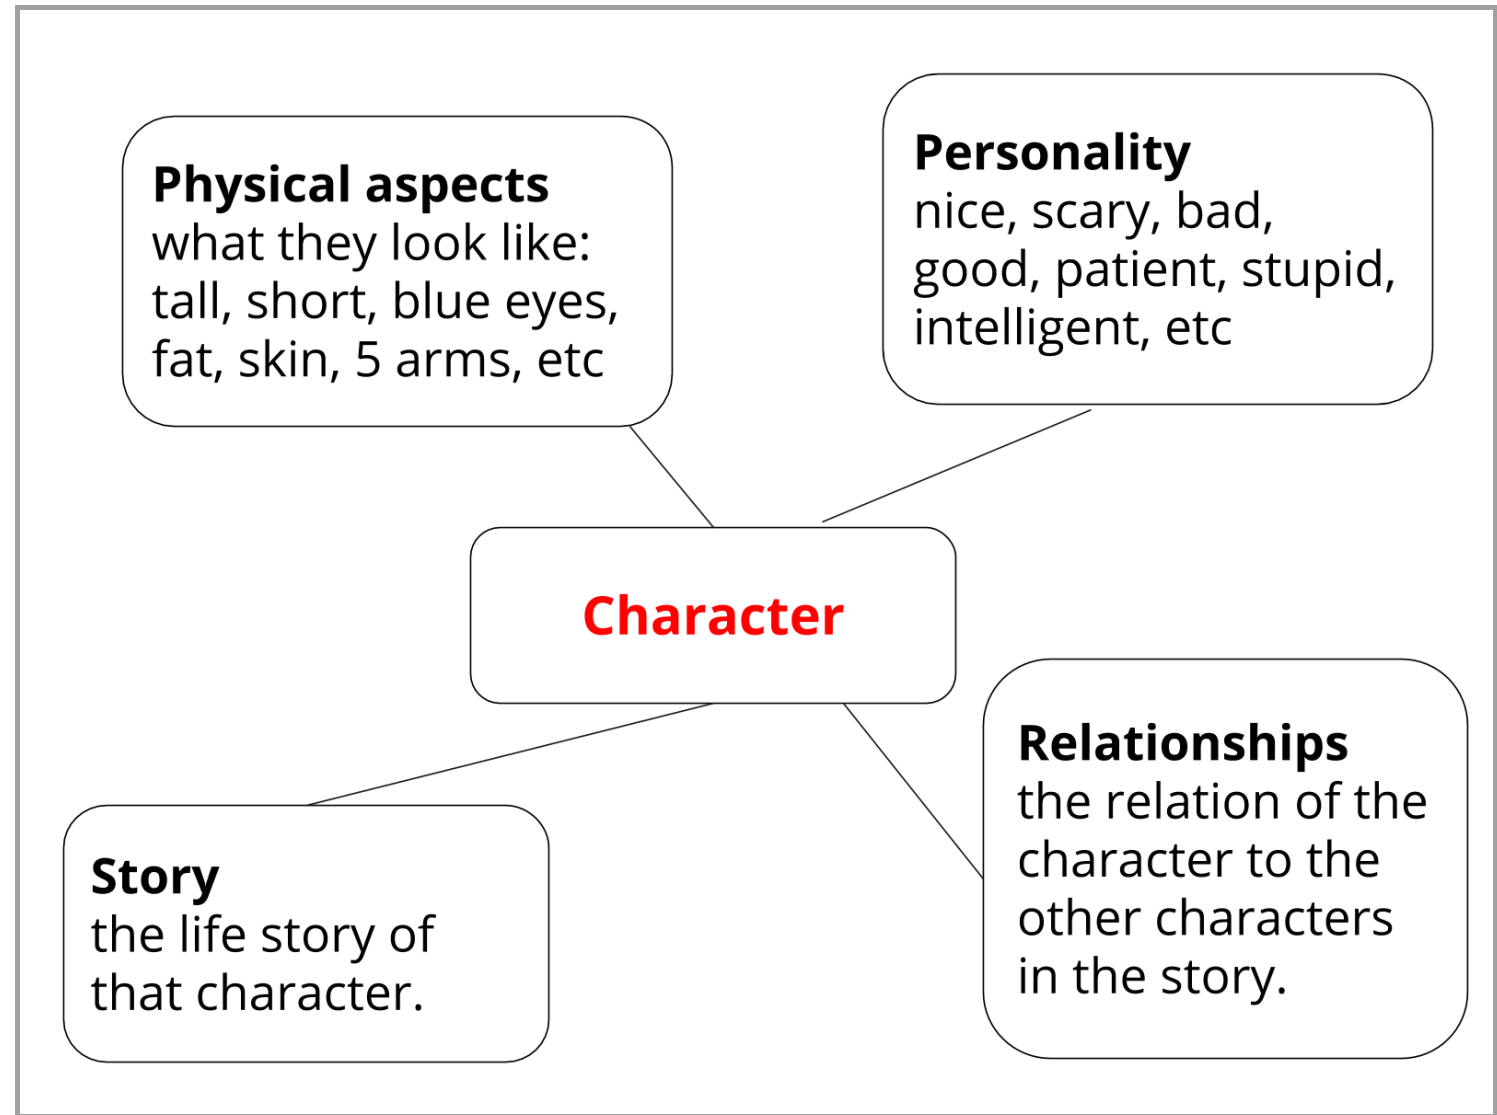 Physical aspects
what they look like:
tall, short, blue eyes,
fat, skin, 5 arms, etc
Personality
nice, scary, bad,
good, patient, stupid,
intelligent, etc
Character
Story
the life story of
that character.
Relationships
the relation of the
character to the
other characters
in the story.